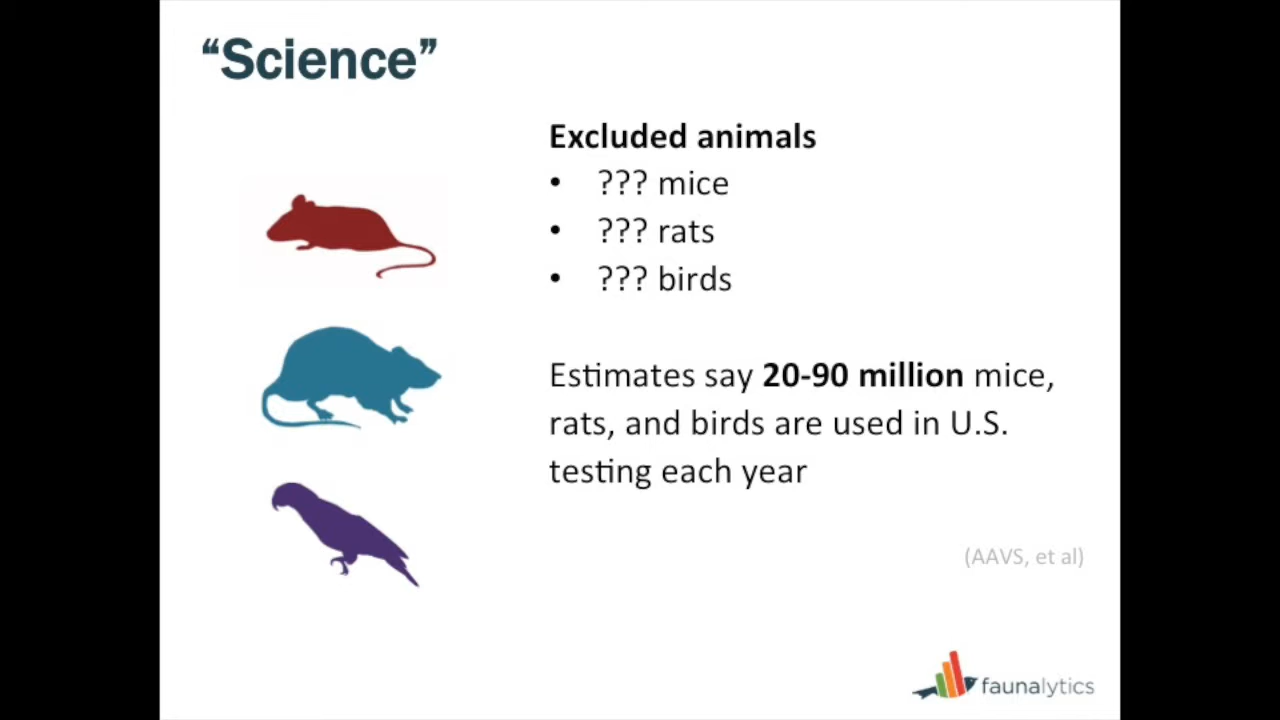 “Science”
Excluded animals
• ??? mice
• ??? rats
• ??? birds
Estimates say 20-90 million mice,
rats, and birds are used in U.S.
testing each year
(AAVS, et al)
faunalytics